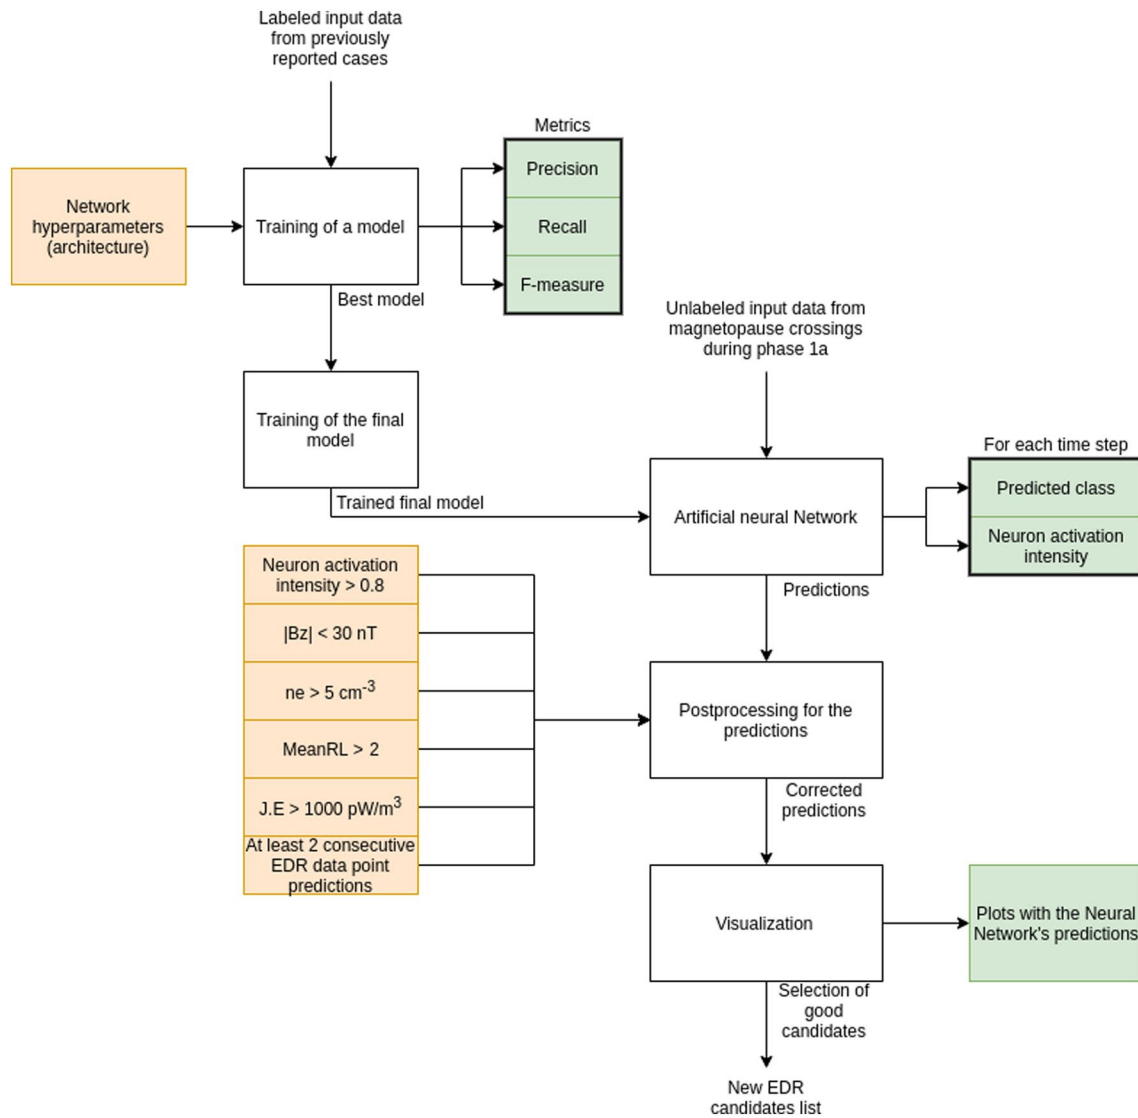 Labeled input data
from previously
reported cases
Metrics
Precision
Recall
F-measure
Network
hyperparameters
(architecture)
Training of a model
Best model
Unlabeled input data from
magnetopause crossings
during phase 1a
Training of the final
model
Trained final model
For each time step
Predicted class
Neuron activation
intensity
Artificial neural Network
Predictions
Neuron activation
intensity > 0.8
|Bz| < 30 nT
ne > 5 cm⁻³
MeanRL > 2
J.E > 1000 pW/m³
At least 2 consecutive
EDR data point
predictions
Postprocessing for the
predictions
Corrected
predictions
Visualization
Plots with the Neural
Network's predictions
Selection of
good
candidates
New EDR
candidates list